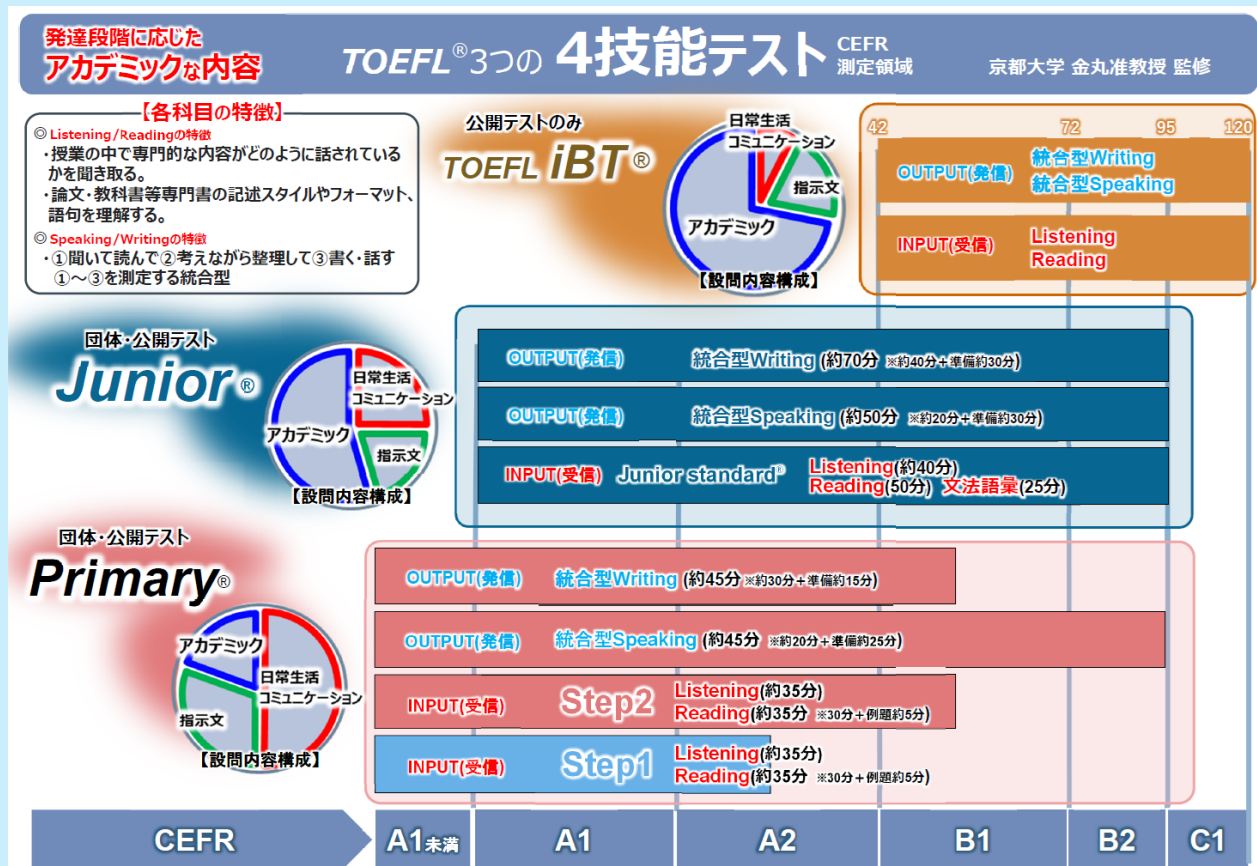 発達段階に応じた
アカデミックな内容
TOEFL®3つの 4技能テスト CEFR
測定領域
京都大学 金丸准教授 監修
【各科目の特徴】
◎ Listening/Readingの特徴
・授業の中で専門的な内容がどのように話されている
かを聞き取る。
・論文・教科書等専門書の記述スタイルやフォーマット、
語句を理解する。
◎ Speaking/Writingの特徴
・①聞いて読んで②考えながら整理して③書く・話す
①～③を測定する統合型
公開テストのみ
TOEFL iBT®
日常生活
コミュニケーション
指示文
アカデミック
【設問内容構成】
42 72 95 120
OUTPUT(発信) 統合型Writing
統合型Speaking
INPUT(受信) Listening
Reading
団体・公開テスト
Junior®
日常生活
コミュニケーション
アカデミック
指示文
【設問内容構成】
OUTPUT(発信) 統合型Writing (約70分 ※約40分＋準備約30分)
OUTPUT(発信) 統合型Speaking (約50分 ※約20分＋準備約30分)
INPUT(受信) Junior standard® Listening(約40分)
Reading(50分) 文法語彙(25分)
団体・公開テスト
Primary®
アカデミック
日常生活
コミュニケーション
指示文
【設問内容構成】
OUTPUT(発信) 統合型Writing (約45分 ※約30分＋準備約15分)
OUTPUT(発信) 統合型Speaking (約45分 ※約20分＋準備約25分)
INPUT(受信) Step2 Listening(約35分)
Reading(約35分 ※30分＋例題約5分)
INPUT(受信) Step1 Listening(約35分)
Reading(約35分 ※30分＋例題約5分)
CEFR A1未満 A1 A2 B1 B2 C1